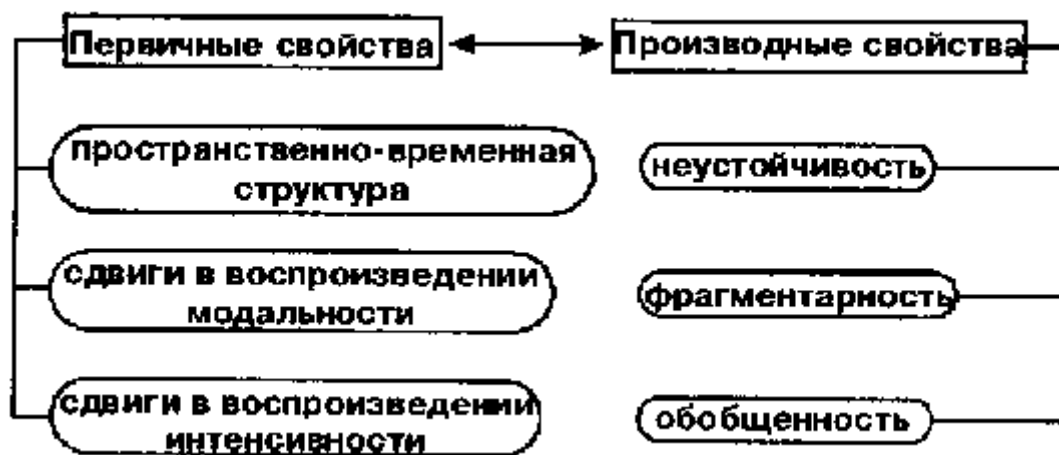 Первичные свойства
Производные свойства
пространственно-временная
структура
неустойчивость
сдвиги в воспроизведении
модальности
фрагментарность
сдвиги в воспроизведении
интенсивности
обобщенность